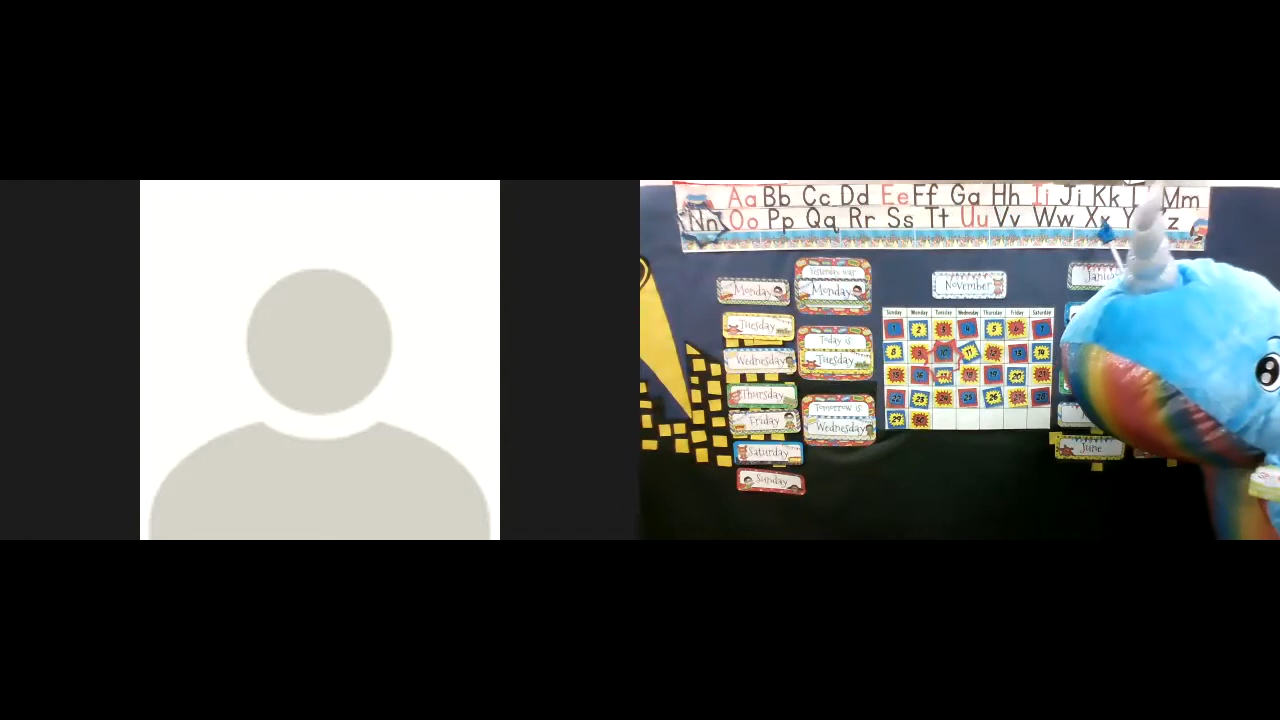 Aa Bb Cc Dd Ee Ff Gg Hh Ii Jj Kk L Mm
Nn Oo Pp Qq Rr Ss Tt Uu Vv Ww Xx Y z
Monday
Tuesday
Wednesday
Thursday
Friday
Saturday
Sunday
Yesterday was
Monday
Today is
Tuesday
Tomorrow is
Wednesday
November
Sunday Monday Tuesday Wednesday Thursday Friday Saturday
1 2 3 4 5 6 7
8 9 10 11 12 13 14
15 16 17 18 19 20 21
22 23 24 25 26 27 28
29 30
June